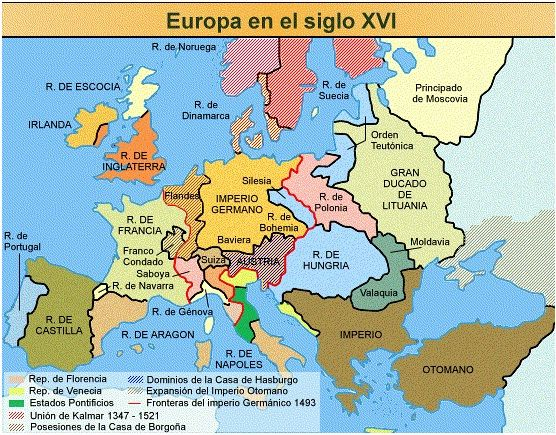 Europa en el siglo XVI
R. de Noruega
R. DE ESCOCIA
R. de
Suecia
Principado
de Moscovia
R. de
Dinamarca
IRLANDA
Orden
Teutónica
R. DE
INGLATERRA
GRAN
DUCADO
DE
LITUANIA
Silesia
Flandes
IMPERIO
GERMANO
R. de
Polonia
R. DE
FRANCIA
R. de
Bohemia
Baviera
Moldavia
R. de
Portugal
Franco
Condado
Suiza
AUSTRIA
R. DE
HUNGRIA
Saboya
R. de Navarra
Valaquia
R. de Génova
R. DE
CASTILLA
R. DE ARAGON
IMPERIO
OTOMANO
R. DE
NAPOLES
Rep. de Florencia
Rep. de Venecia
Estados Pontificios
Unión de Kalmar 1347 - 1521
Posesiones de la Casa de Borgoña
Dominios de la Casa de Hasburgo
Expansión del Imperio Otomano
Fronteras del imperio Germánico 1493